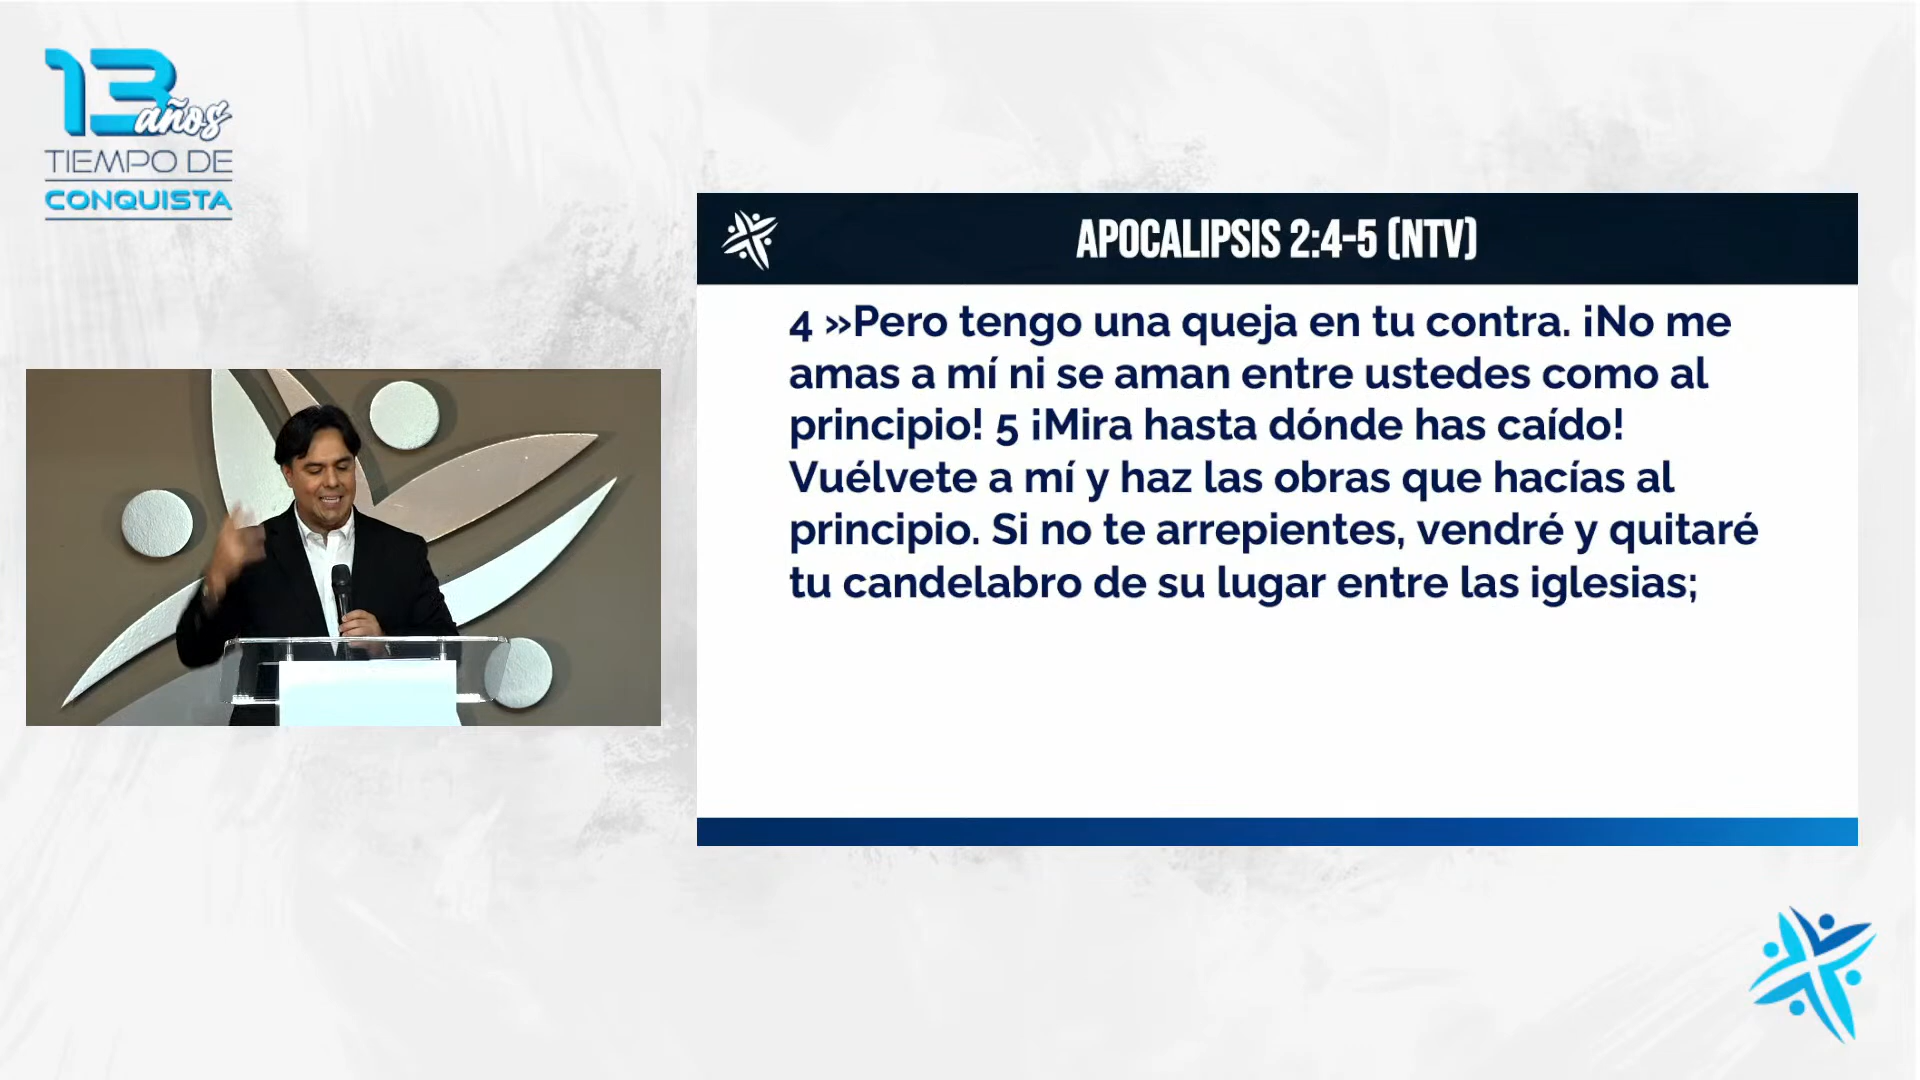 13
años
TIEMPO DE
CONQUISTA
APOCALIPSIS 2:4-5 (NTV)
4 »Pero tengo una queja en tu contra. ¡No me
amas a mí ni se aman entre ustedes como al
principio! 5 ¡Mira hasta dónde has caído!
Vuélvete a mí y haz las obras que hacías al
principio. Si no te arrepientes, vendré y quitaré
tu candelabro de su lugar entre las iglesias;